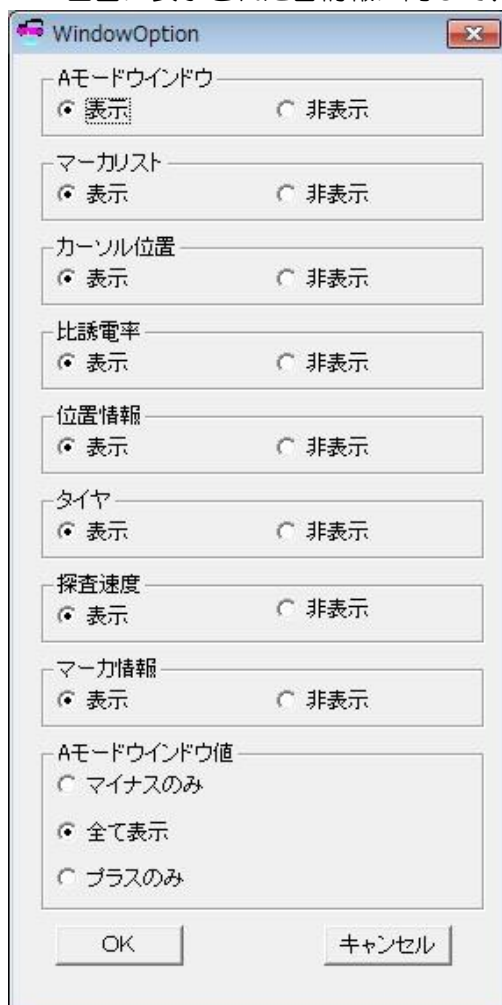 WindowOption
Aモードウインドウ
表示 非表示
マーカリスト
表示 非表示
カーソル位置
表示 非表示
比誘電率
表示 非表示
位置情報
表示 非表示
タイヤ
表示 非表示
探査速度
表示 非表示
マーカ情報
表示 非表示
Aモードウインドウ値
マイナスのみ
全て表示
プラスのみ
OK キャンセル